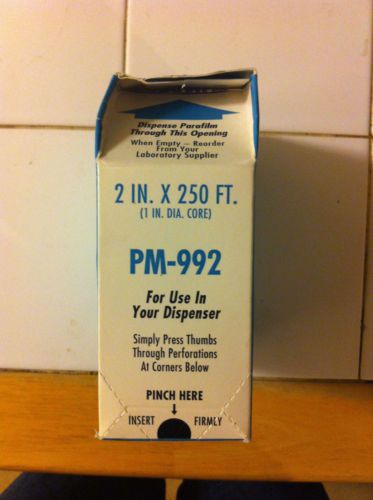 Dispense Parafilm
Through This Opening
When Empty — Reorder
From Your
Laboratory Supplier
2 IN. X 250 FT.
(1 IN. DIA. CORE)
PM-992
For Use In
Your Dispenser
Simply Press Thumbs
Through Perforations
At Corners Below
PINCH HERE
INSERT FIRMLY